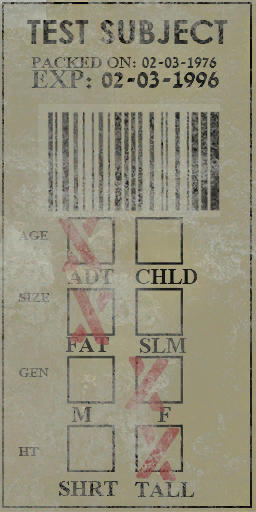 TEST SUBJECT
PACKED ON: 02-03-1976
EXP: 02-03-1996
AGE
ADT CHLD
SIZE
FAT SLM
GEN
M F
HT
SHRT TALL